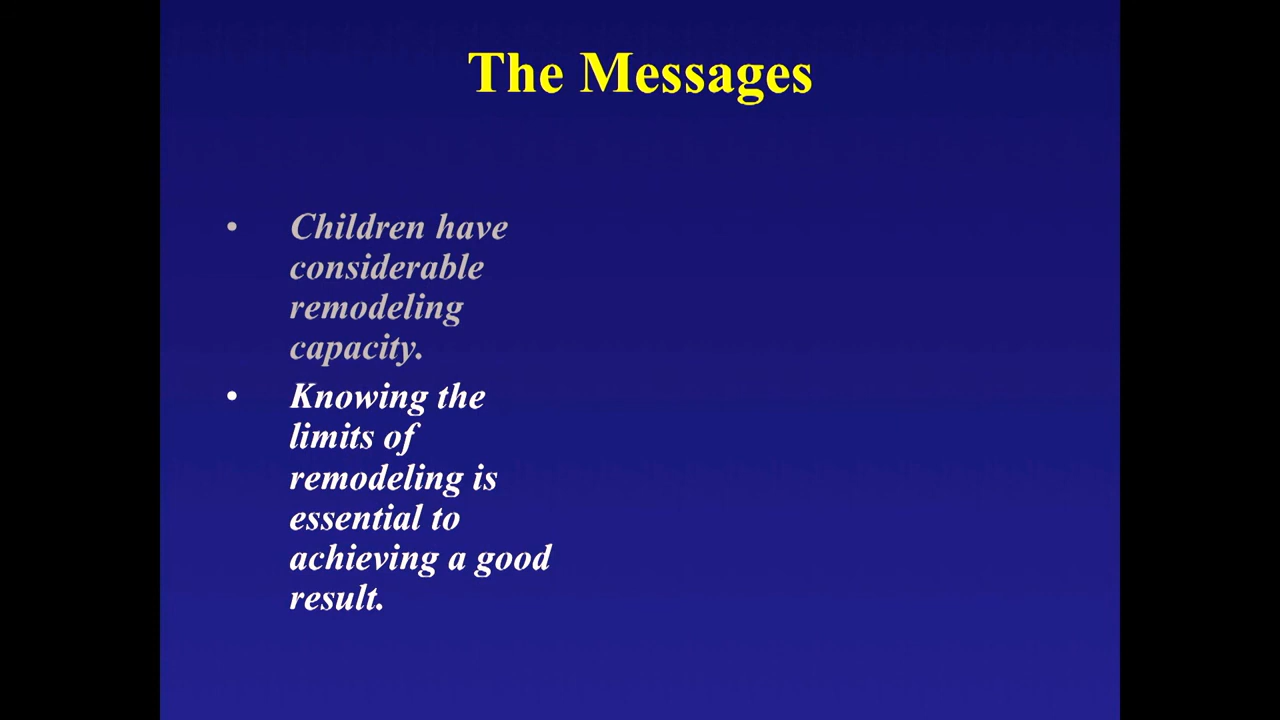 The Messages
• Children have
considerable
remodeling
capacity.
• Knowing the
limits of
remodeling is
essential to
achieving a good
result.